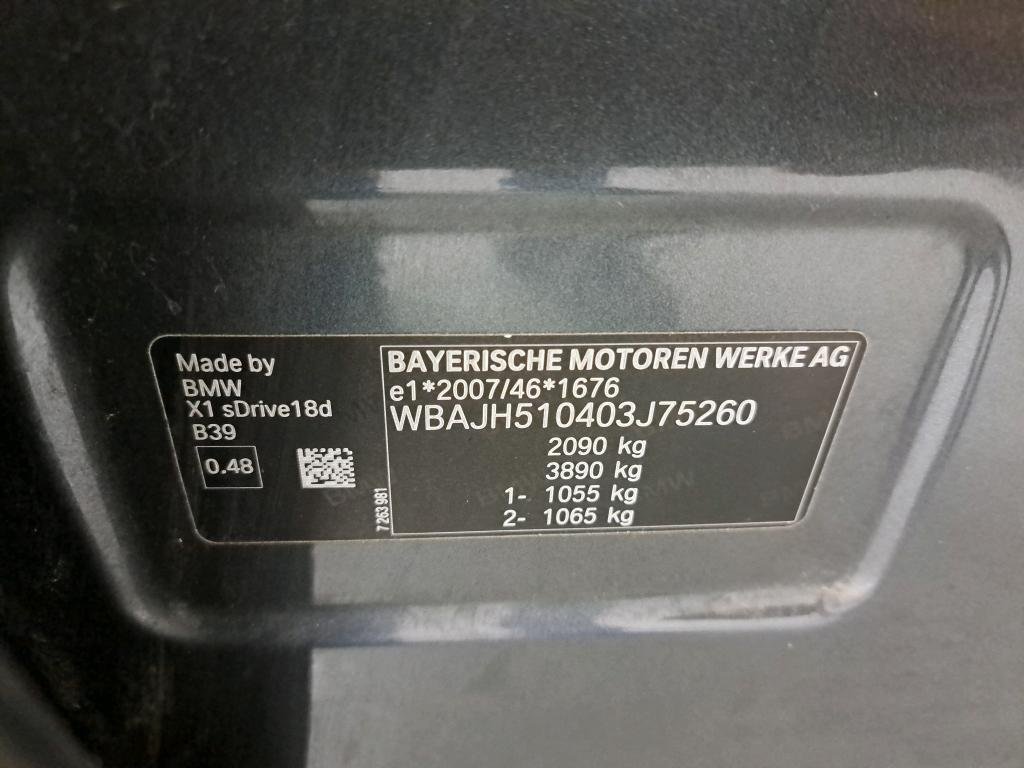 Made by
BMW
X1 sDrive18d
B39
0.48
7 263 981
BAYERISCHE MOTOREN WERKE AG
e1*2007/46*1676
WBAJH510403J75260
2090 kg
3890 kg
1- 1055 kg
2- 1065 kg